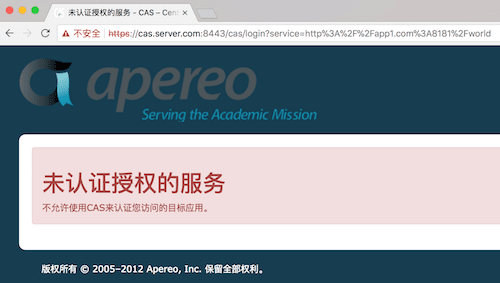 未认证授权的服务 - CAS – Cent
不安全 https://cas.server.com:8443/cas/login?service=http%3A%2F%2Fapp1.com%3A8181%2Fworld
apereo
Serving the Academic Mission
未认证授权的服务
不允许使用CAS来认证您访问的目标应用。
版权所有 © 2005–2012 Apereo, Inc. 保留全部权利。